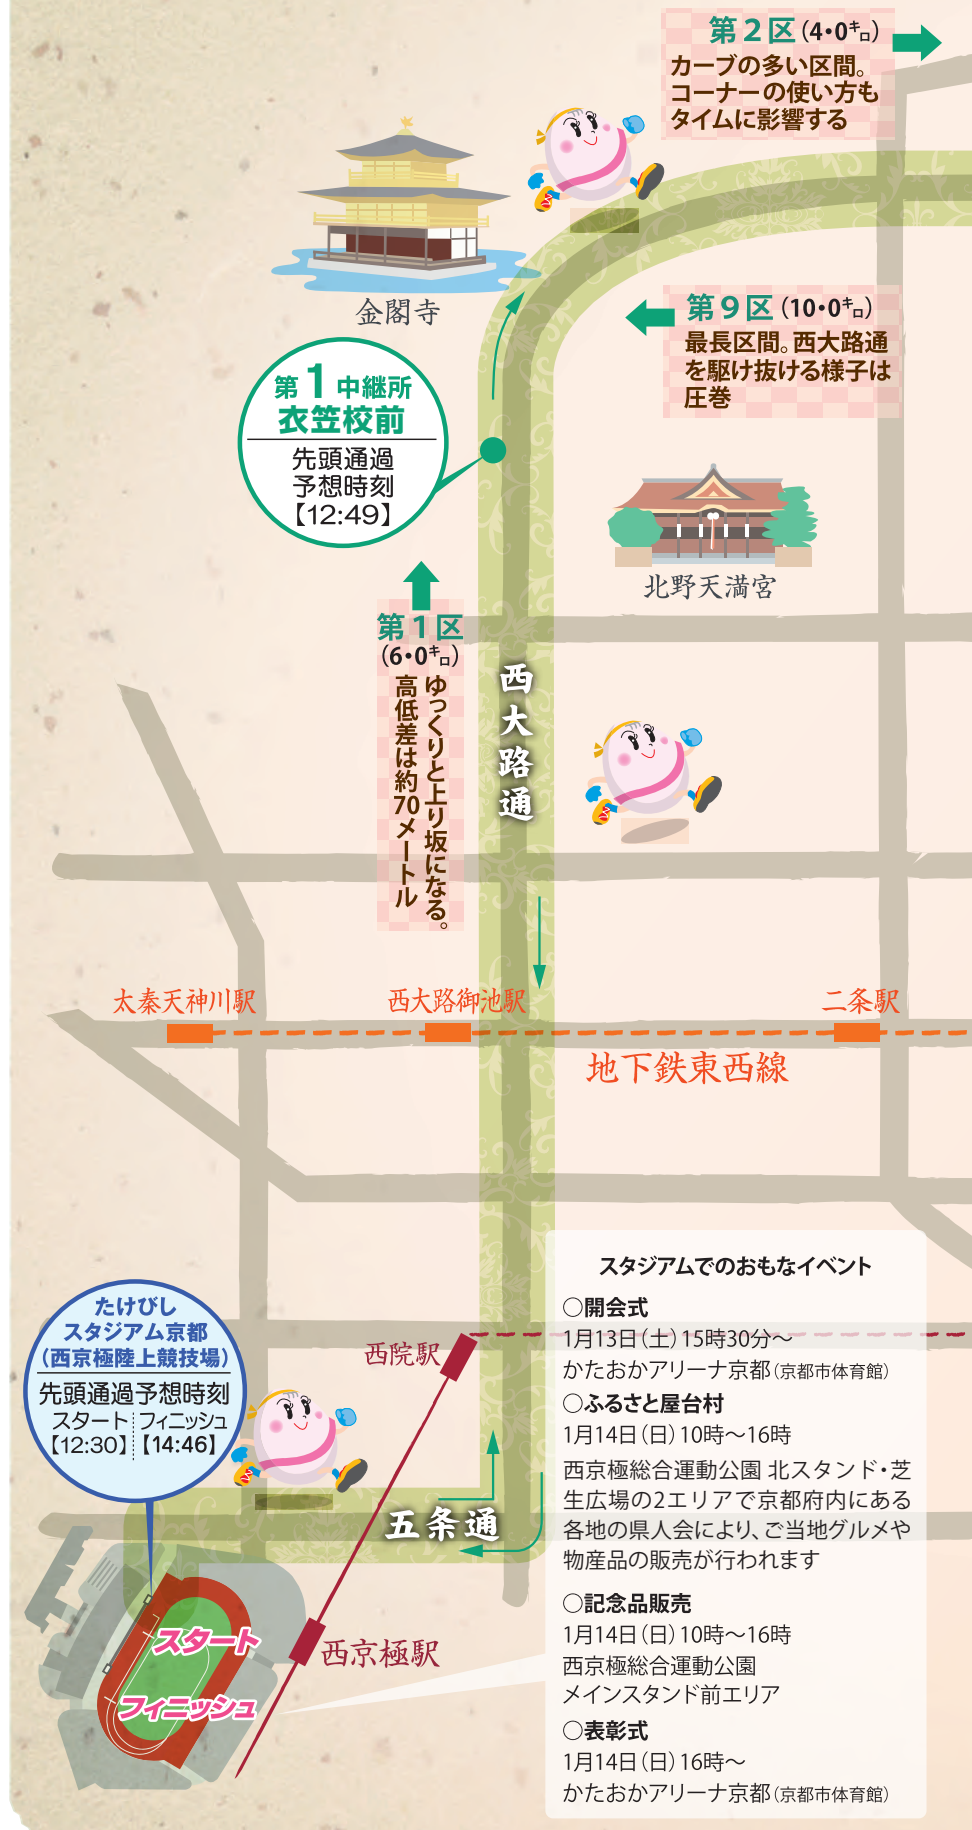 第2区(4・0㌔)
カーブの多い区間。
コーナーの使い方も
タイムに影響する
金閣寺
第9区(10・0㌔)
最長区間。西大路通
を駆け抜ける様子は
圧巻
第1中継所
衣笠校前
先頭通過
予想時刻
【12:49】
北野天満宮
第1区
(6・0㌔)
ゆっくりと上り坂になる。
高低差は約70メートル
西大路通
太秦天神川駅
西大路御池駅
二条駅
地下鉄東西線
たけびし
スタジアム京都
(西京極陸上競技場)
先頭通過予想時刻
スタート フィニッシュ
【12:30】【14:46】
西院駅
五条通
西京極駅
スタート
フィニッシュ
スタジアムでのおもなイベント
○開会式
1月13日(土)15時30分〜
かたおかアリーナ京都(京都市体育館)
○ふるさと屋台村
1月14日(日)10時〜16時
西京極総合運動公園 北スタンド・芝
生広場の2エリアで京都府内にある
各地の県人会により、ご当地グルメや
物産品の販売が行われます
○記念品販売
1月14日(日)10時〜16時
西京極総合運動公園
メインスタンド前エリア
○表彰式
1月14日(日)16時〜
かたおかアリーナ京都(京都市体育館)